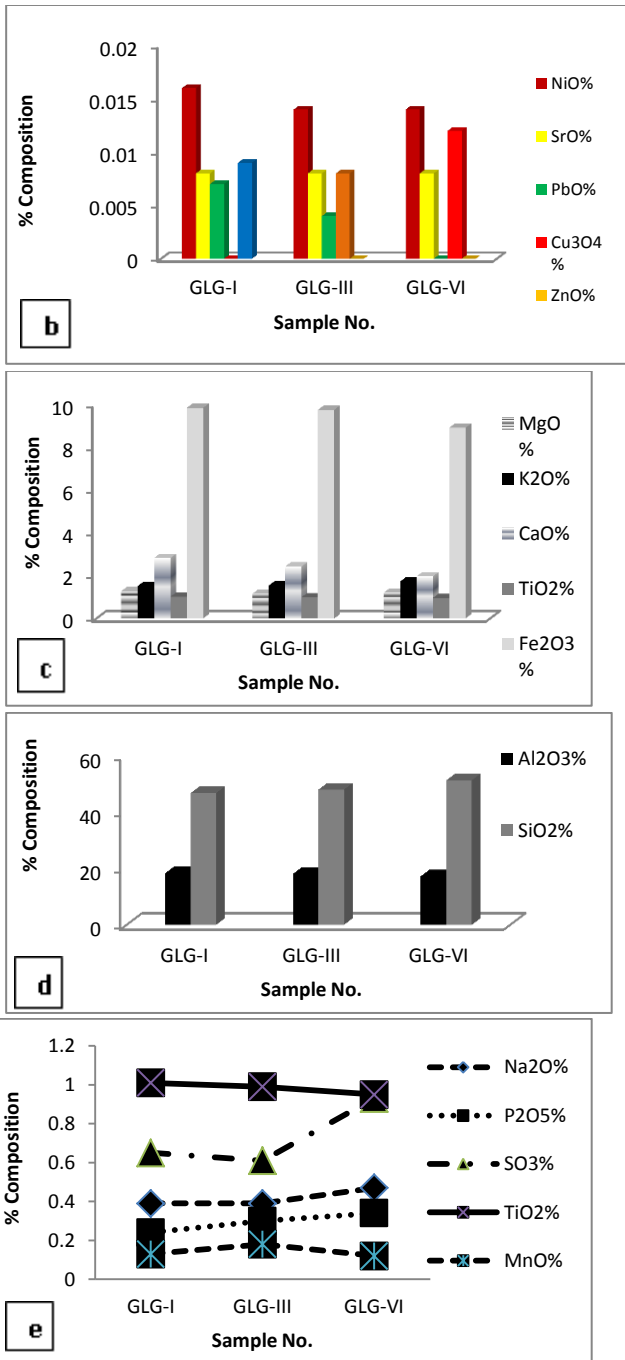 0.02
0.015
0.01
0.005
0
% Composition
GLG-I GLG-III GLG-VI
Sample No.
NiO%
SrO%
PbO%
Cu3O4
%
ZnO%
b
10
8
6
4
2
0
% Composition
GLG-I GLG-III GLG-VI
Sample No.
MgO
%
K2O%
CaO%
TiO2%
Fe2O3
%
c
60
40
20
0
% Composition
GLG-I GLG-III GLG-VI
Sample No.
Al2O3%
SiO2%
d
1.2
1
0.8
0.6
0.4
0.2
0
% Composition
GLG-I GLG-III GLG-VI
Sample No.
Na2O%
P2O5%
SO3%
TiO2%
MnO%
e